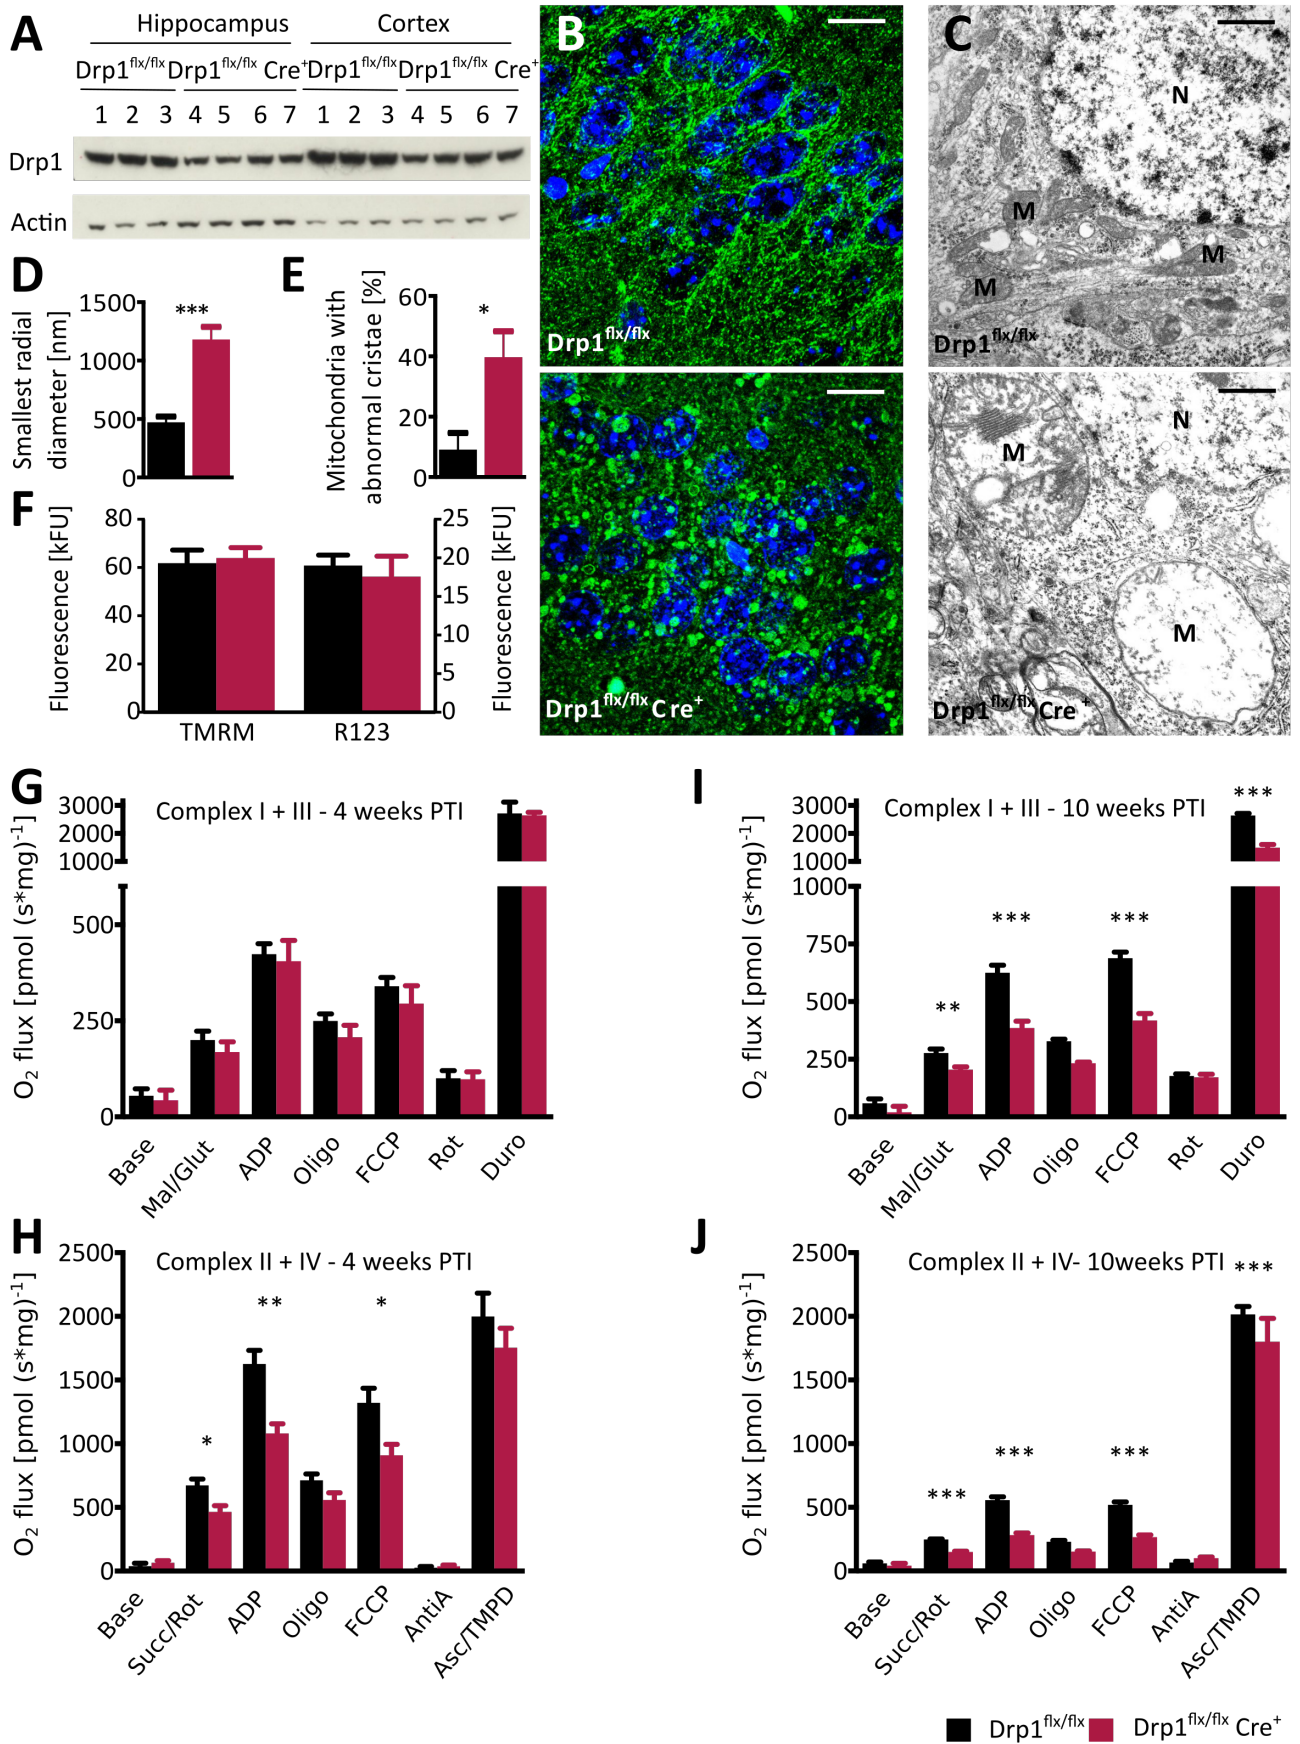 A
Hippocampus Cortex
Drp1flx/flx Drp1flx/flx Cre+ Drp1flx/flx Drp1flx/flx Cre+
1 2 3 4 5 6 7 1 2 3 4 5 6 7
Drp1
Actin
B
Drp1flx/flx
Drp1flx/flx Cre+
C
N
M
M
M
Drp1flx/flx
N
M
M
Drp1flx/flx Cre+
D
Smallest radial
diameter [nm]
1500
1000
500
0
***
E
Mitochondria with
abnormal cristae [%]
60
40
20
0
*
F
Fluorescence [kFU]
80
60
40
20
0
TMRM R123
25
20
15
10
5
0
Fluorescence [kFU]
G
Complex I + III - 4 weeks PTI
O2 flux [pmol (s*mg)-1]
3000
2000
1000
500
250
0
Base Mal/Glut ADP Oligo FCCP Rot Duro
I
Complex I + III - 10 weeks PTI
O2 flux [pmol (s*mg)-1]
3000
2000
1000
1000
750
500
250
0
** *** *** ***
Base Mal/Glut ADP Oligo FCCP Rot Duro
H
Complex II + IV - 4 weeks PTI
O2 flux [pmol (s*mg)-1]
2500
2000
1500
1000
500
0
* ** *
Base Succ/Rot ADP Oligo FCCP AntiA Asc/TMPD
J
Complex II + IV- 10weeks PTI
O2 flux [pmol (s*mg)-1]
2500
2000
1500
1000
500
0
*** *** *** ***
Base Succ/Rot ADP Oligo FCCP AntiA Asc/TMPD
Drp1flx/flx Drp1flx/flx Cre+